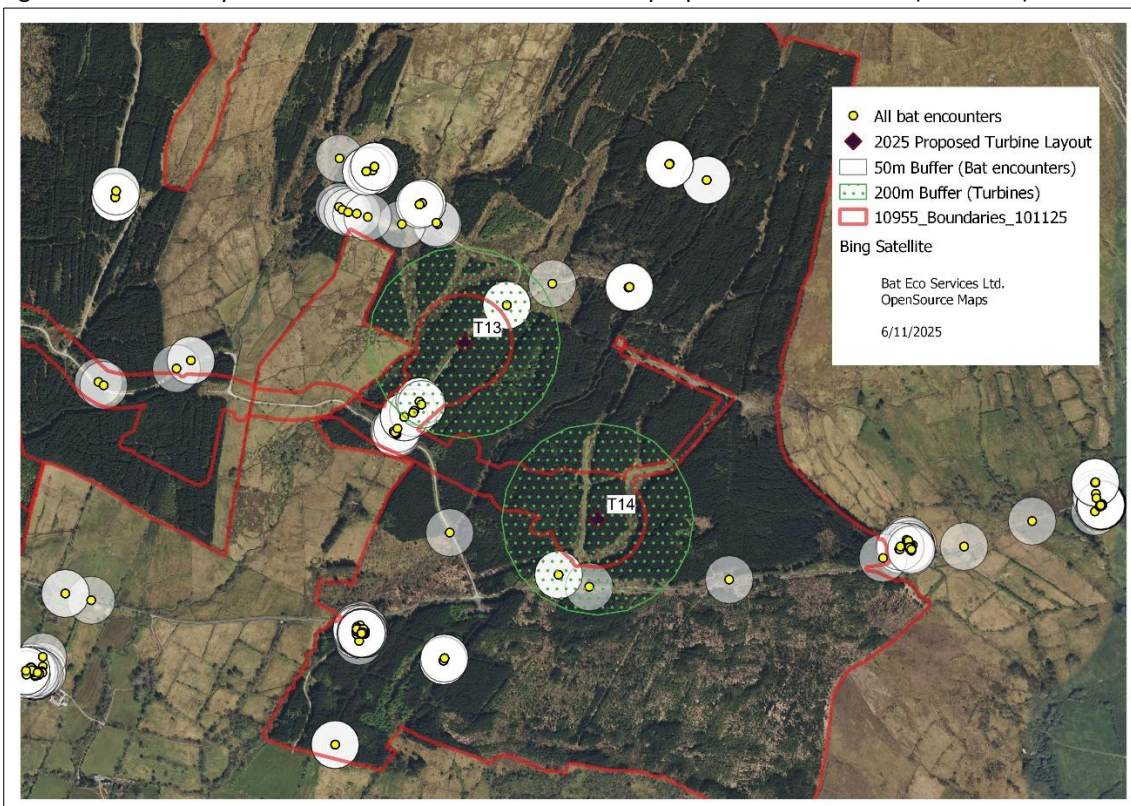 All bat encounters
2025 Proposed Turbine Layout
50m Buffer (Bat encounters)
200m Buffer (Turbines)
10955_Boundaries_101125
Bing Satellite
Bat Eco Services Ltd.
OpenSource Maps
6/11/2025
T13
T14